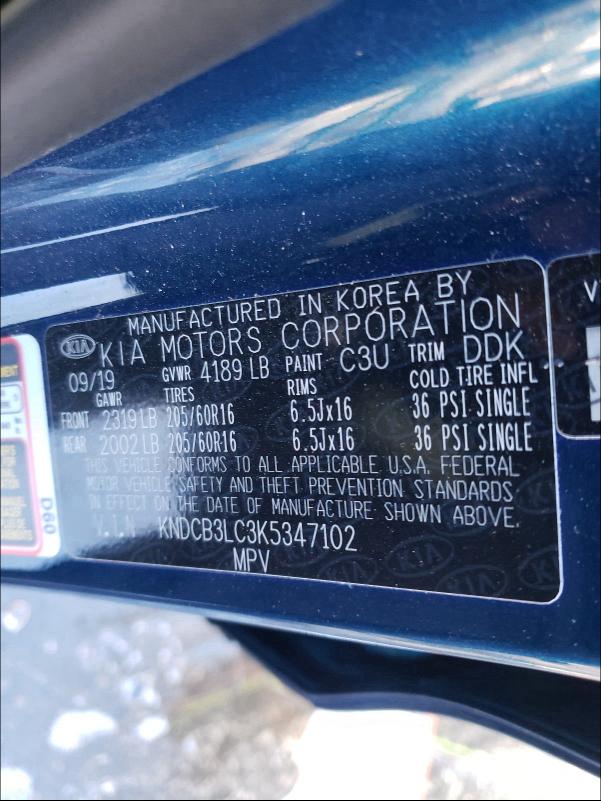 MANUFACTURED IN KOREA BY
KIA KIA MOTORS CORPORATION
09/19 GVWR 4189 LB PAINT C3U TRIM DDK
GAWR TIRES RIMS COLD TIRE INFL
FRONT 2319 LB 205/60R16 6.5Jx16 36 PSI SINGLE
REAR 2002 LB 205/60R16 6.5Jx16 36 PSI SINGLE
THIS VEHICLE CONFORMS TO ALL APPLICABLE U.S.A. FEDERAL
MOTOR VEHICLE SAFETY AND THEFT PREVENTION STANDARDS
IN EFFECT ON THE DATE OF MANUFACTURE SHOWN ABOVE.
V.I.N KNDCB3LC3K5347102
MPV
D60
V